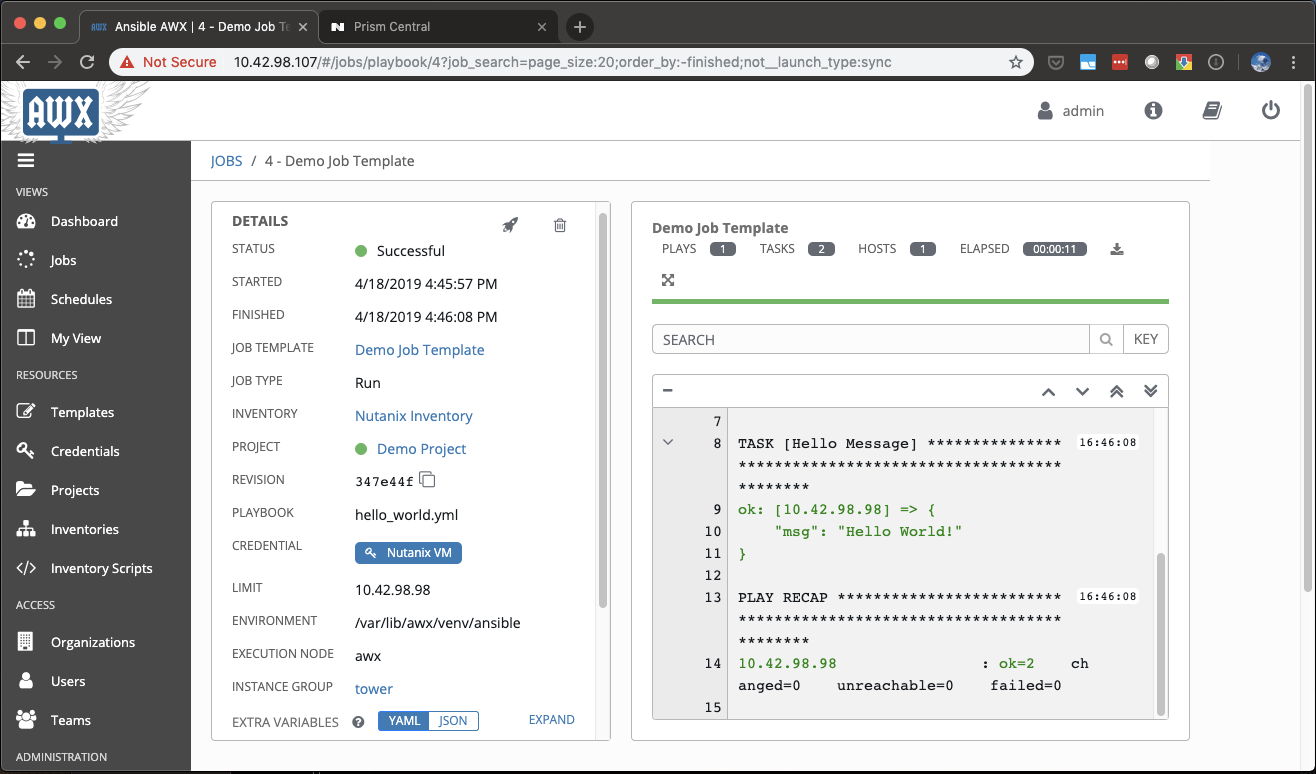 Ansible AWX | 4 - Demo Job Te
Prism Central
Not Secure 10.42.98.107/#/jobs/playbook/4?job_search=page_size:20;order_by:-finished;not__launch_type:sync
AWX
admin
JOBS / 4 - Demo Job Template
VIEWS
Dashboard
Jobs
Schedules
My View
RESOURCES
Templates
Credentials
Projects
Inventories
Inventory Scripts
ACCESS
Organizations
Users
Teams
ADMINISTRATION
DETAILS
STATUS Successful
STARTED 4/18/2019 4:45:57 PM
FINISHED 4/18/2019 4:46:08 PM
JOB TEMPLATE Demo Job Template
JOB TYPE Run
INVENTORY Nutanix Inventory
PROJECT Demo Project
REVISION 347e44f
PLAYBOOK hello_world.yml
CREDENTIAL Nutanix VM
LIMIT 10.42.98.98
ENVIRONMENT /var/lib/awx/venv/ansible
EXECUTION NODE awx
INSTANCE GROUP tower
EXTRA VARIABLES YAML JSON EXPAND
Demo Job Template
PLAYS 1 TASKS 2 HOSTS 1 ELAPSED 00:00:11
SEARCH KEY
7
8 TASK [Hello Message] *************** 16:46:08
************************************
********
9 ok: [10.42.98.98] => {
10 "msg": "Hello World!"
11 }
12
13 PLAY RECAP ************************* 16:46:08
************************************
********
14 10.42.98.98 : ok=2 ch
anged=0 unreachable=0 failed=0
15